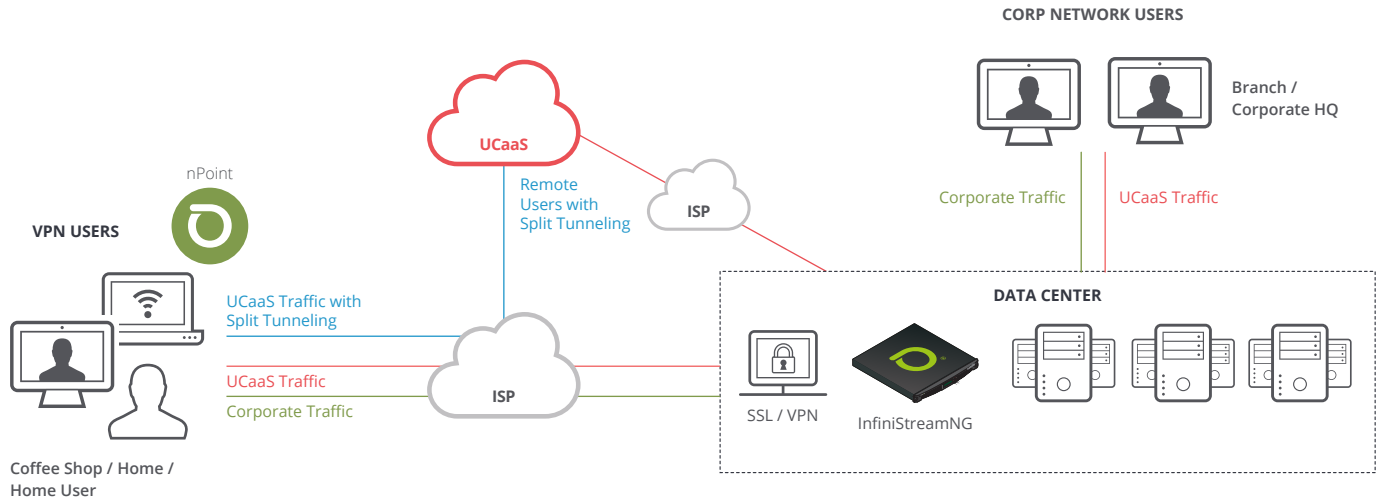 CORP NETWORK USERS
Branch /
Corporate HQ
UCaaS
nPoint
Remote
Users with
Split Tunneling
ISP
Corporate Traffic
UCaaS Traffic
VPN USERS
UCaaS Traffic with
Split Tunneling
DATA CENTER
UCaaS Traffic
ISP
Corporate Traffic
SSL / VPN
InfiniStreamNG
Coffee Shop / Home /
Home User